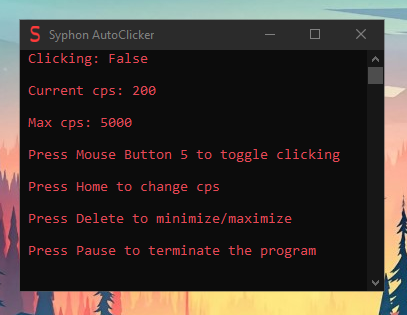 S Syphon AutoClicker
Clicking: False
Current cps: 200
Max cps: 5000
Press Mouse Button 5 to toggle clicking
Press Home to change cps
Press Delete to minimize/maximize
Press Pause to terminate the program